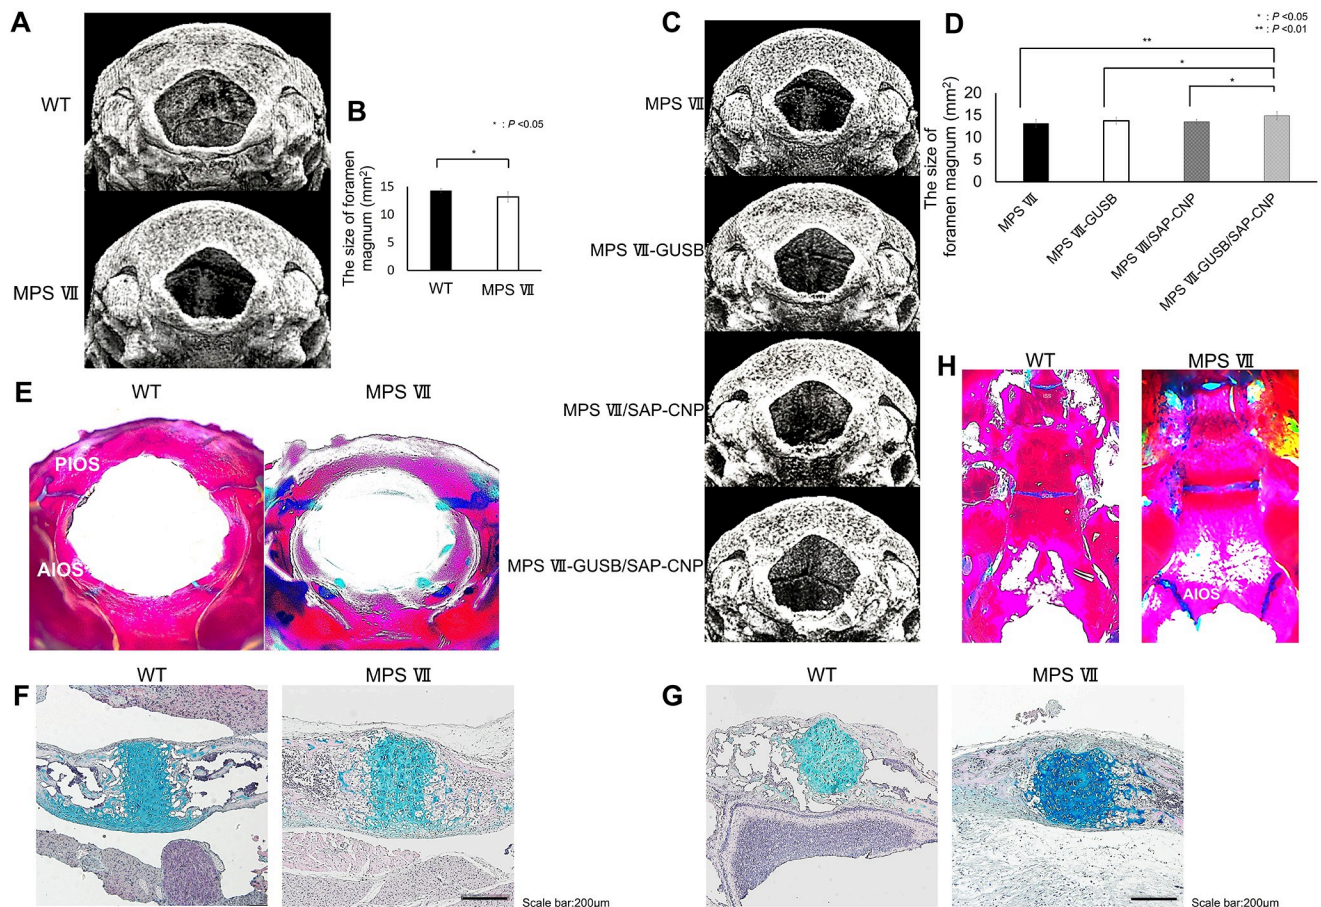 A
WT
MPS Ⅶ
B
* : P <0.05
*
The size of foramen
magnum (mm²)
15
10
5
0
WT
MPS Ⅶ
C
MPS Ⅶ
MPS Ⅶ-GUSB
MPS Ⅶ/SAP-CNP
MPS Ⅶ-GUSB/SAP-CNP
D
* : P <0.05
** : P <0.01
**
*
*
The size of
foramen magnum (mm²)
20
15
10
5
0
MPS Ⅶ
MPS Ⅶ-GUSB
MPS Ⅶ/SAP-CNP
MPS Ⅶ-GUSB/SAP-CNP
E
WT
MPS Ⅶ
PIOS
AIOS
H
WT
MPS Ⅶ
ISS
SOS
AIOS
F
WT
MPS Ⅶ
Scale bar:200um
G
WT
MPS Ⅶ
Scale bar:200um